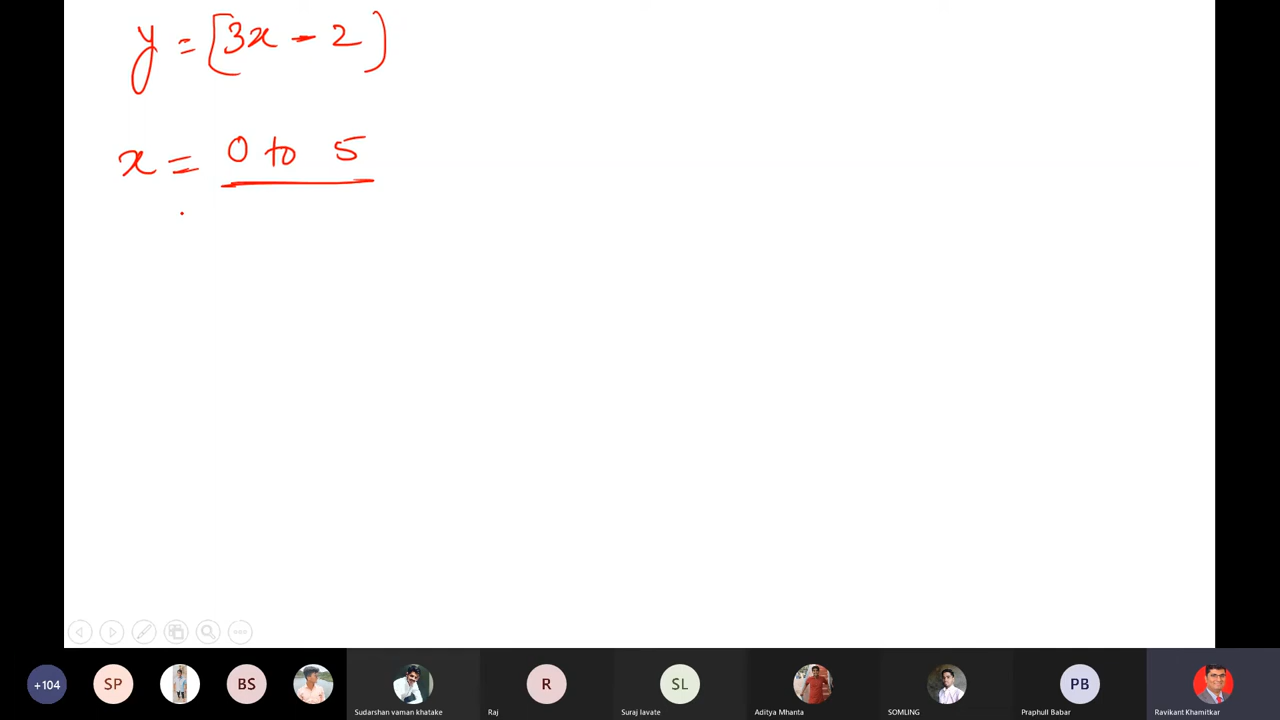 y = [3x - 2)
x = 0 to 5
+104
SP
BS
Sudarshan vaman khatake
R
Raj
SL
Suraj lavate
Aditya Mhanta
SOMLING
PB
Praphull Babar
Ravikant Khamitkar